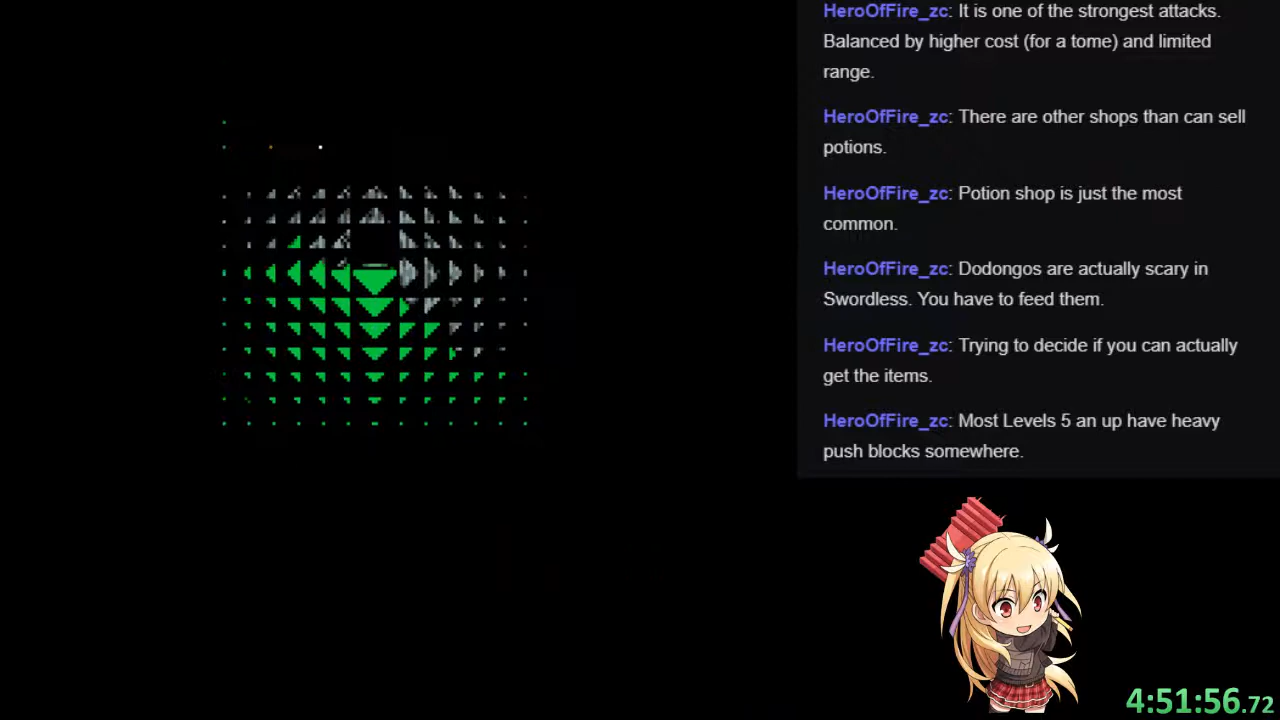 HeroOfFire_zc: It is one of the strongest attacks.
Balanced by higher cost (for a tome) and limited
range.
HeroOfFire_zc: There are other shops than can sell
potions.
HeroOfFire_zc: Potion shop is just the most
common.
HeroOfFire_zc: Dodongos are actually scary in
Swordless. You have to feed them.
HeroOfFire_zc: Trying to decide if you can actually
get the items.
HeroOfFire_zc: Most Levels 5 an up have heavy
push blocks somewhere.
4:51:56.72